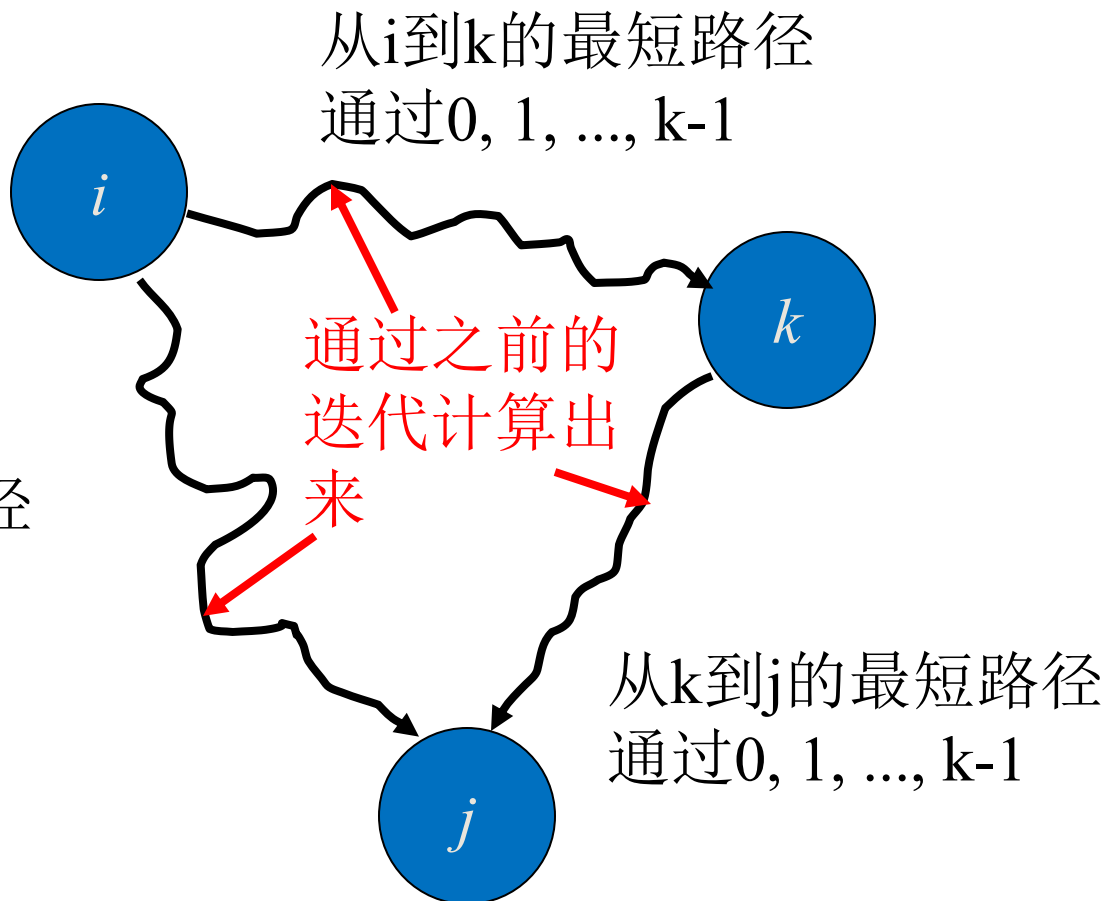 从i到k的最短路径
通过0, 1, ..., k-1
i
k
通过之前的
迭代计算出
来
径
从k到j的最短路径
通过0, 1, ..., k-1
j